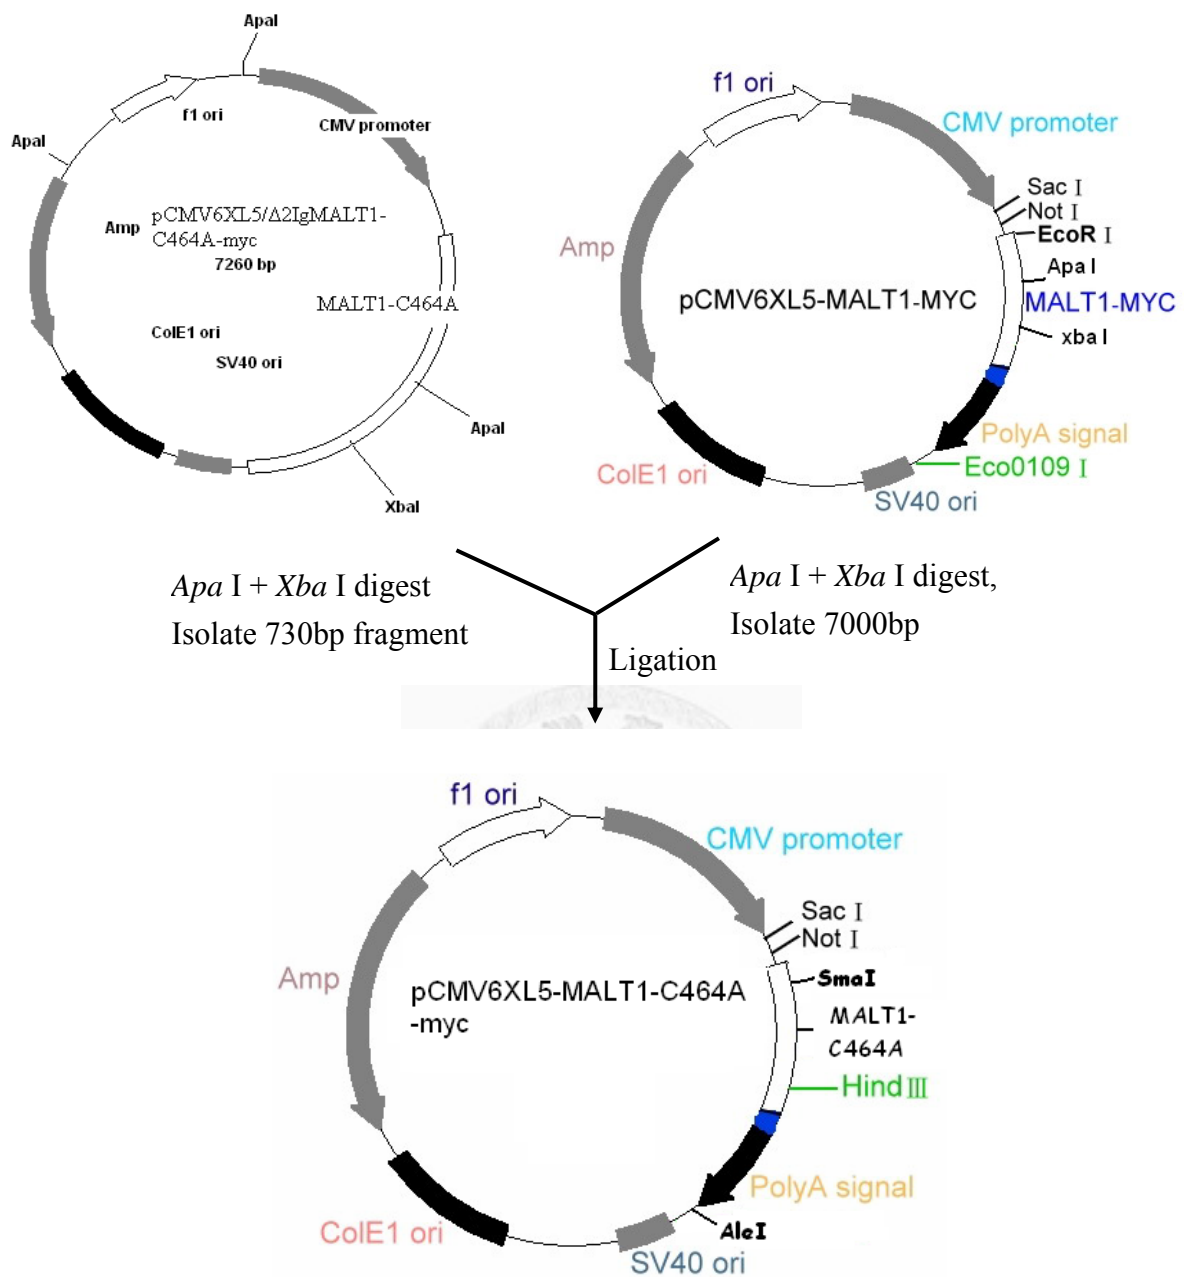 ApaI
f1 ori
CMV promoter
ApaI
Amp
pCMV6XL5/Δ2IgMALT1-
C464A-myc
7260 bp
MALT1-C464A
ColE1 ori
SV40 ori
ApaI
XbaI
f1 ori
CMV promoter
Sac I
Not I
EcoR I
Apa I
MALT1-MYC
xba I
Amp
pCMV6XL5-MALT1-MYC
PolyA signal
Eco0109 I
ColE1 ori
SV40 ori
Apa I + Xba I digest
Isolate 730bp fragment
Apa I + Xba I digest,
Isolate 7000bp
Ligation
f1 ori
CMV promoter
Sac I
Not I
SmaI
MALT1-
C464A
Hind III
Amp
pCMV6XL5-MALT1-C464A
-myc
PolyA signal
AleI
ColE1 ori
SV40 ori